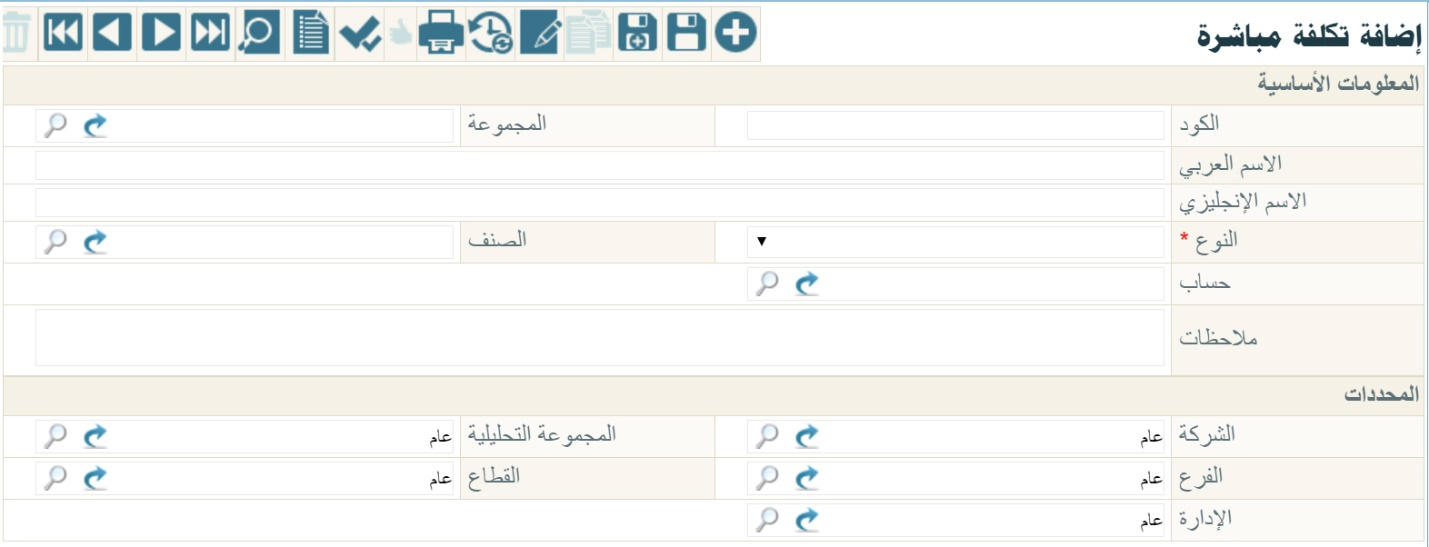 إضافة تكلفة مباشرة
المعلومات الأساسية
الكود
المجموعة
الاسم العربي
الاسم الإنجليزي
النوع *
الصنف
حساب
ملاحظات
المحددات
الشركة عام
المجموعة التحليلية عام
الفرع عام
القطاع عام
الإدارة عام